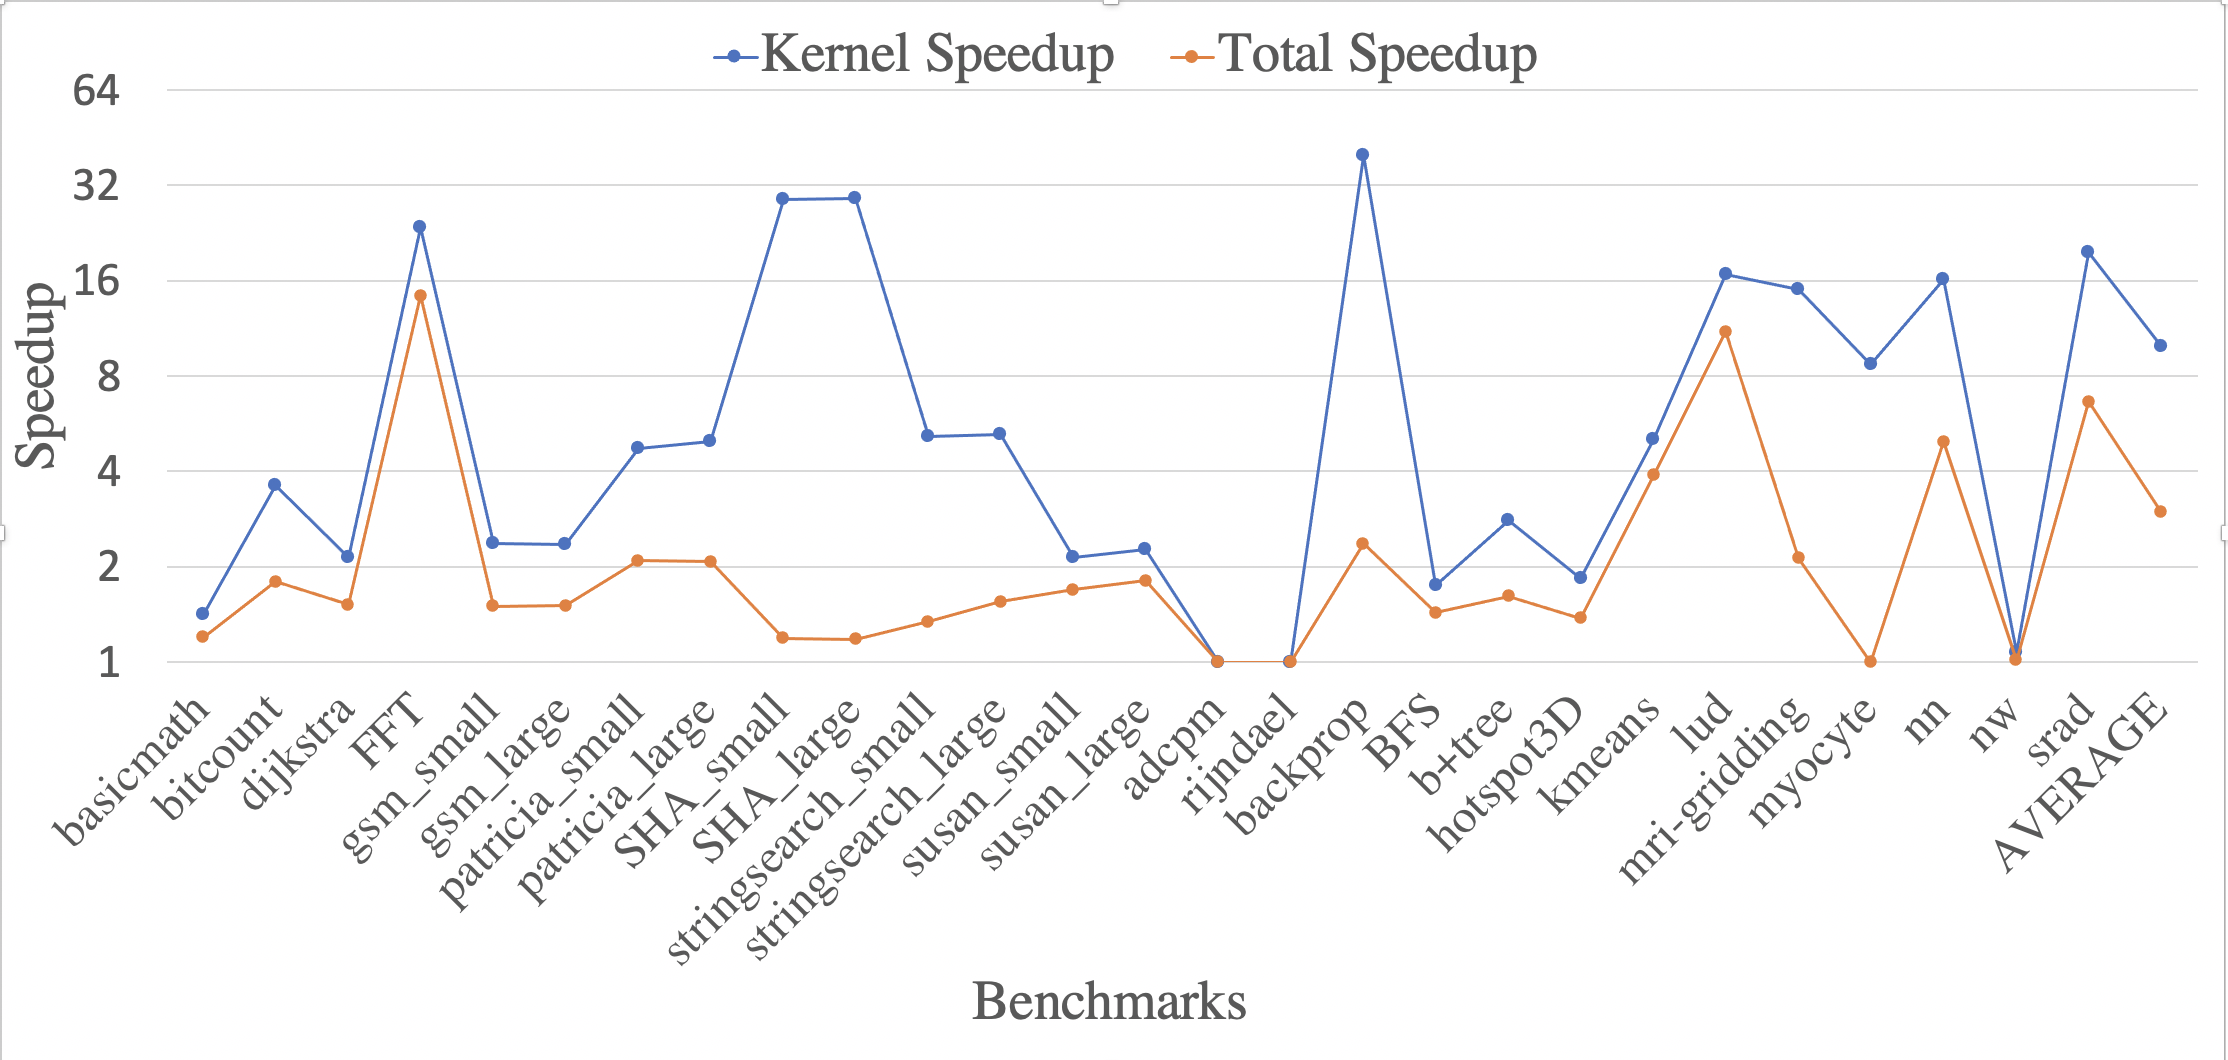 Kernel Speedup
Total Speedup
64
32
16
8
4
2
1
Speedup
basicmath
bitcount
dijkstra
FFT
gsm_small
gsm_large
patricia_small
patricia_large
SHA_small
SHA_large
stringsearch_small
stringsearch_large
susan_small
susan_large
adcpm
rijndael
backprop
BFS
b+tree
hotspot3D
kmeans
lud
mri-gridding
myocyte
nn
nw
srad
AVERAGE
Benchmarks